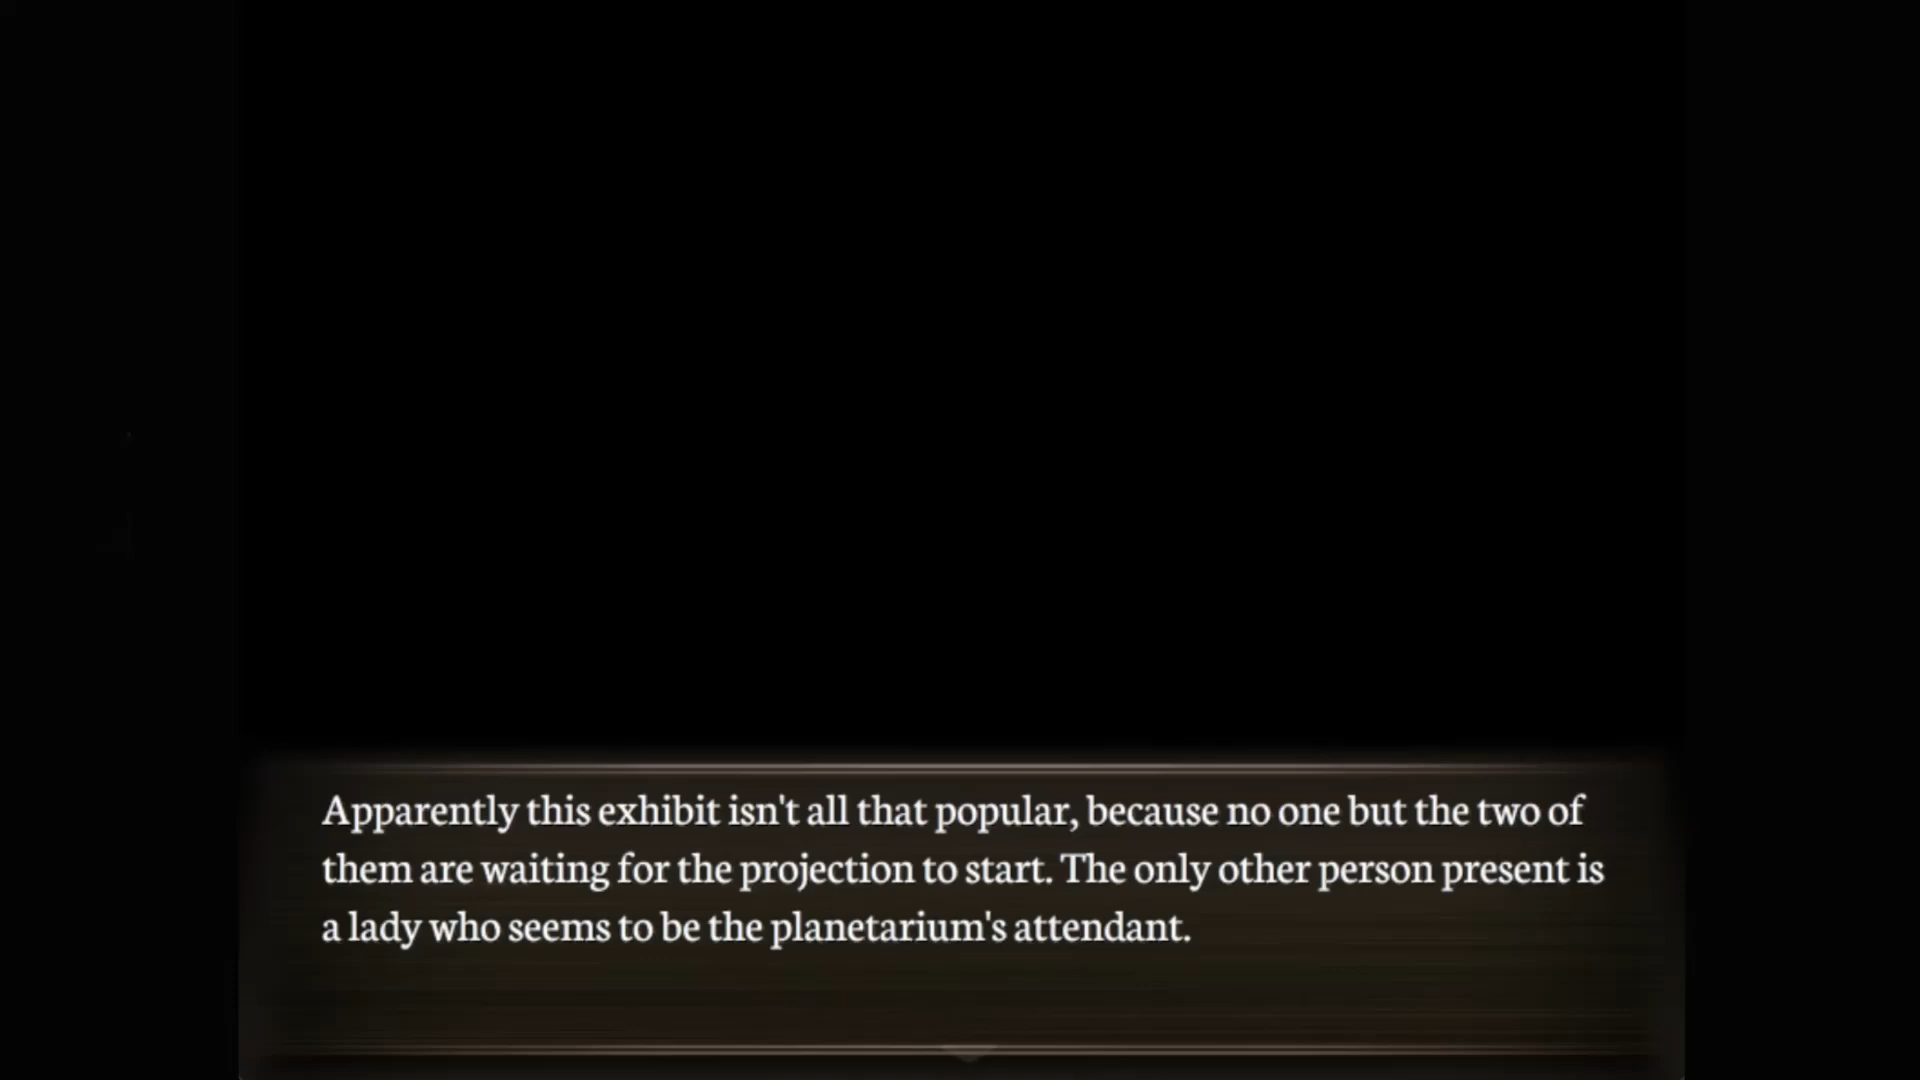 Apparently this exhibit isn't all that popular, because no one but the two of
them are waiting for the projection to start. The only other person present is
a lady who seems to be the planetarium's attendant.